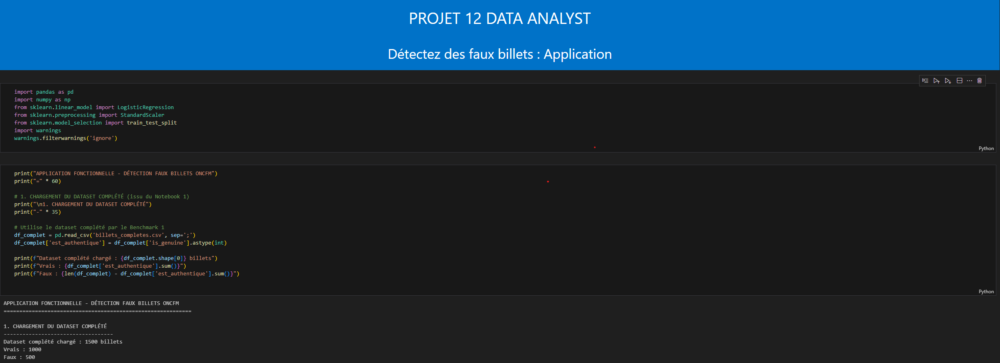 PROJET 12 DATA ANALYST
Détectez des faux billets : Application
import pandas as pd
import numpy as np
from sklearn.linear_model import LogisticRegression
from sklearn.preprocessing import StandardScaler
from sklearn.model_selection import train_test_split
import warnings
warnings.filterwarnings('ignore')
Python
print("APPLICATION FONCTIONNELLE - DÉTECTION FAUX BILLETS ONCFM")
print("=" * 60)
# 1. CHARGEMENT DU DATASET COMPLÉTÉ (issu du Notebook 1)
print("\n1. CHARGEMENT DU DATASET COMPLÉTÉ")
print("-" * 35)
# Utilise le dataset complété par le Benchmark 1
df_complet = pd.read_csv('billets_completes.csv', sep=';')
df_complet['est_authentique'] = df_complet['is_genuine'].astype(int)
print(f"Dataset complété chargé : {df_complet.shape[0]} billets")
print(f"Vrais : {df_complet['est_authentique'].sum()}")
print(f"Faux : {len(df_complet) - df_complet['est_authentique'].sum()}")
Python
APPLICATION FONCTIONNELLE - DÉTECTION FAUX BILLETS ONCFM
============================================================
1. CHARGEMENT DU DATASET COMPLÉTÉ
-----------------------------------
Dataset complété chargé : 1500 billets
Vrais : 1000
Faux : 500